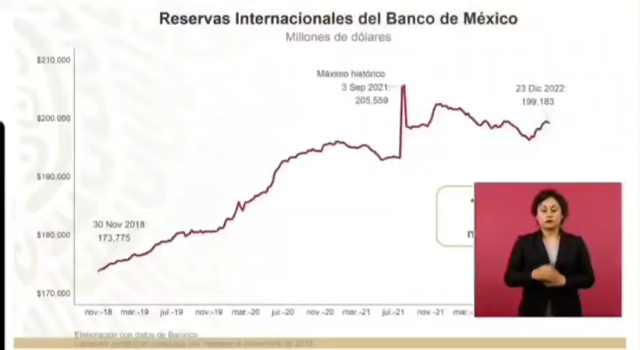 Reservas Internacionales del Banco de México
Millones de dólares
$210,000
$200,000
$190,000
$180,000
$170,000
Máximo histórico
3 Sep 2021:
205,559
23 Dic 2022:
199,183
30 Nov 2018:
173,775
nov.-18 mar.-19 jul.-19 nov.-19 mar.-20 jul.-20 nov.-20 mar.-21 jul.-21 nov.-21 mar.-
Elaboración con datos de Banxico